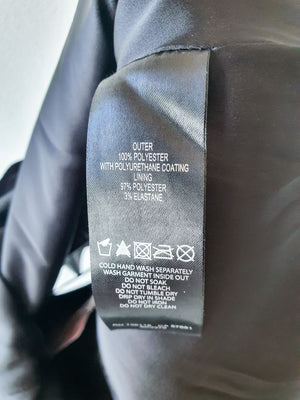 OUTER
100% POLYESTER
WITH POLYURETHANE COATING
LINING
97% POLYESTER
3% ELASTANE
COLD HAND WASH SEPARATELY
WASH GARMENT INSIDE OUT
DO NOT SOAK
DO NOT BLEACH
DO NOT TUMBLE DRY
DRIP DRY IN SHADE
DO NOT IRON
DO NOT DRY CLEAN